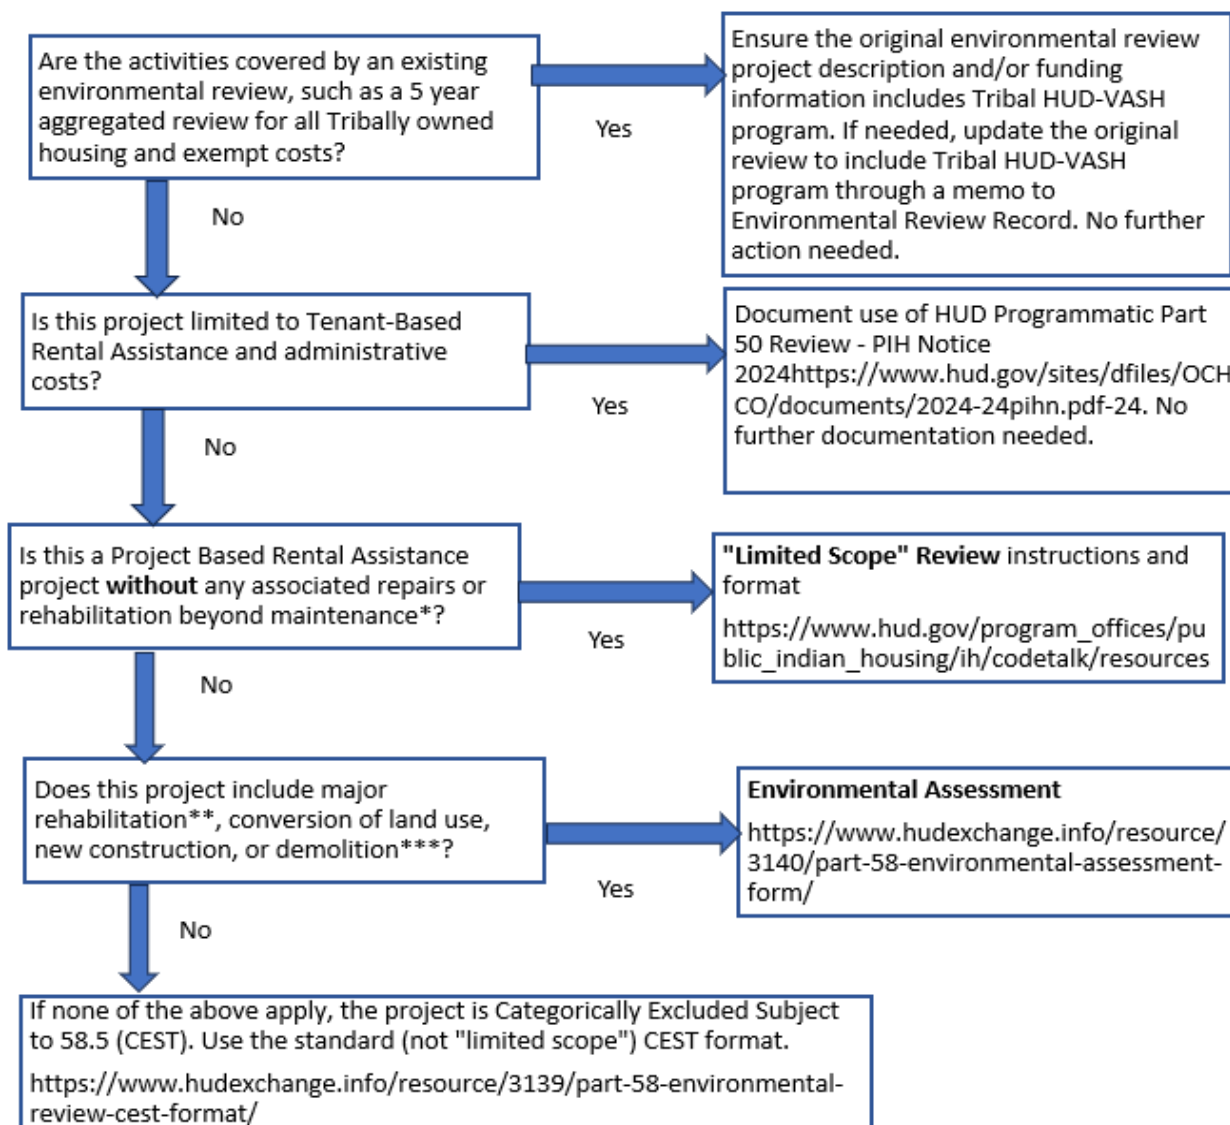 Are the activities covered by an existing
environmental review, such as a 5 year
aggregated review for all Tribally owned
housing and exempt costs?
Yes
Ensure the original environmental review
project description and/or funding
information includes Tribal HUD-VASH
program. If needed, update the original
review to include Tribal HUD-VASH
program through a memo to
Environmental Review Record. No further
action needed.
No
Is this project limited to Tenant-Based
Rental Assistance and administrative
costs?
Yes
Document use of HUD Programmatic Part
50 Review - PIH Notice
2024https://www.hud.gov/sites/dfiles/OCH
CO/documents/2024-24pihn.pdf-24. No
further documentation needed.
No
Is this a Project Based Rental Assistance
project without any associated repairs or
rehabilitation beyond maintenance*?
Yes
"Limited Scope" Review instructions and
format
https://www.hud.gov/program_offices/pu
blic_indian_housing/ih/codetalk/resources
No
Does this project include major
rehabilitation**, conversion of land use,
new construction, or demolition***?
Yes
Environmental Assessment
https://www.hudexchange.info/resource/
3140/part-58-environmental-assessment-
form/
No
If none of the above apply, the project is Categorically Excluded Subject
to 58.5 (CEST). Use the standard (not "limited scope") CEST format.
https://www.hudexchange.info/resource/3139/part-58-environmental-
review-cest-format/